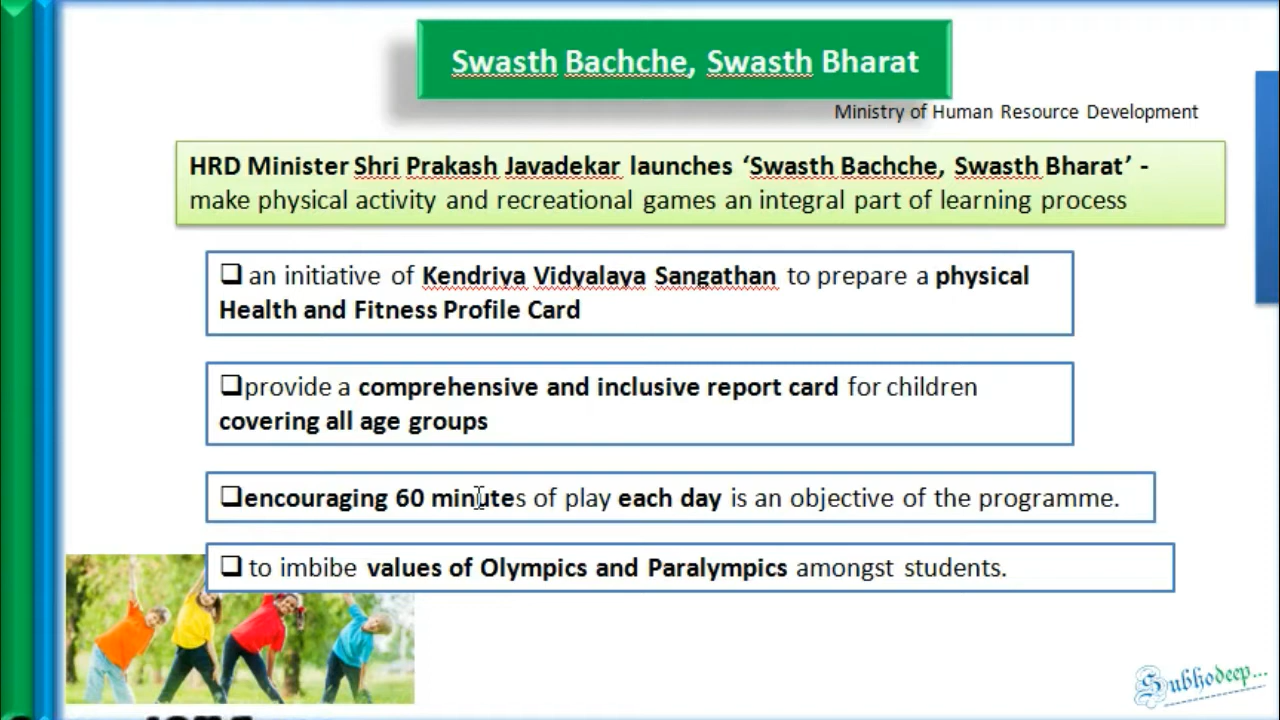 Swasth Bachche, Swasth Bharat
Ministry of Human Resource Development
HRD Minister Shri Prakash Javadekar launches ‘Swasth Bachche, Swasth Bharat’ -
make physical activity and recreational games an integral part of learning process
❑ an initiative of Kendriya Vidyalaya Sangathan to prepare a physical
Health and Fitness Profile Card
❑provide a comprehensive and inclusive report card for children
covering all age groups
❑encouraging 60 minutes of play each day is an objective of the programme.
❑ to imbibe values of Olympics and Paralympics amongst students.
Subhodeep...